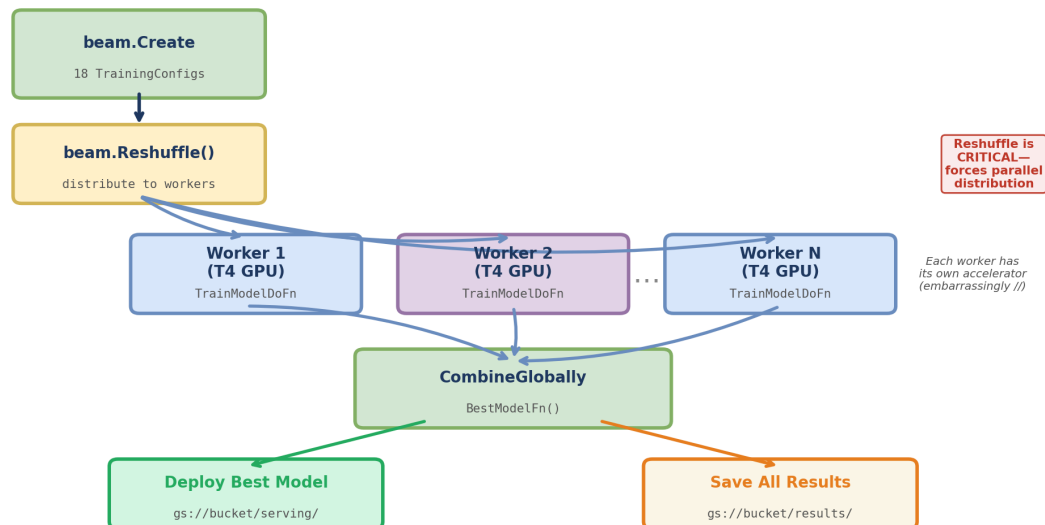 beam.Create
18 TrainingConfigs
beam.Reshuffle()
distribute to workers
Reshuffle is
CRITICAL—
forces parallel
distribution
Worker 1
(T4 GPU)
TrainModelDoFn
Worker 2
(T4 GPU)
TrainModelDoFn
...
Worker N
(T4 GPU)
TrainModelDoFn
Each worker has
its own accelerator
(embarrassingly //)
CombineGlobally
BestModelFn()
Deploy Best Model
gs://bucket/serving/
Save All Results
gs://bucket/results/